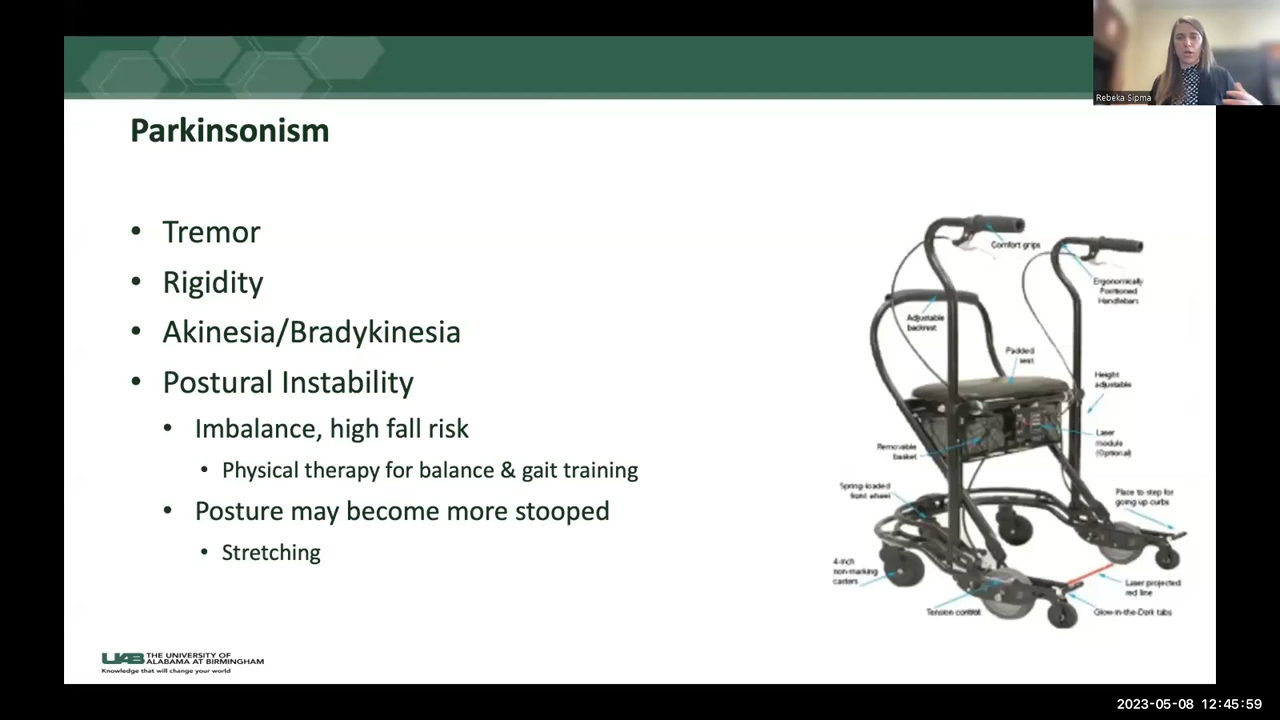 Rebeka Sipma
Parkinsonism
• Tremor
• Rigidity
• Akinesia/Bradykinesia
• Postural Instability
• Imbalance, high fall risk
• Physical therapy for balance & gait training
• Posture may become more stooped
• Stretching
Comfort grips
Ergonomically
Positioned
Handlebars
Adjustable
backrest
Padded
seat
Height
adjustable
Laser
module
(Optional)
Removable
basket
Spring-loaded
front wheel
Place to step for
going up curbs
4-inch
non-marking
casters
Laser projected
red line
Tension control
Glow-in-the-Dark tabs
UAB THE UNIVERSITY OF
ALABAMA AT BIRMINGHAM
Knowledge that will change your world
2023-05-08 12:45:59